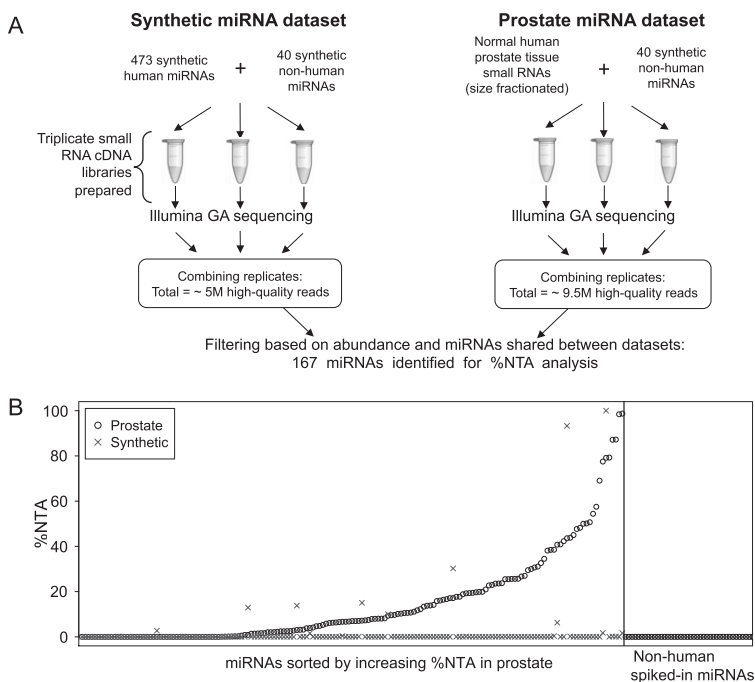 A
Synthetic miRNA dataset
473 synthetic
human miRNAs
+
40 synthetic
non-human
miRNAs
Triplicate small
RNA cDNA
libraries
prepared
Illumina GA sequencing
Combining replicates:
Total = ~ 5M high-quality reads
Prostate miRNA dataset
Normal human
prostate tissue
small RNAs
(size fractionated)
+
40 synthetic
non-human
miRNAs
Illumina GA sequencing
Combining replicates:
Total = ~ 9.5M high-quality reads
Filtering based on abundance and miRNAs shared between datasets:
167 miRNAs identified for %NTA analysis
B
Prostate
Synthetic
%NTA
100
80
60
40
20
0
miRNAs sorted by increasing %NTA in prostate
Non-human
spiked-in miRNAs